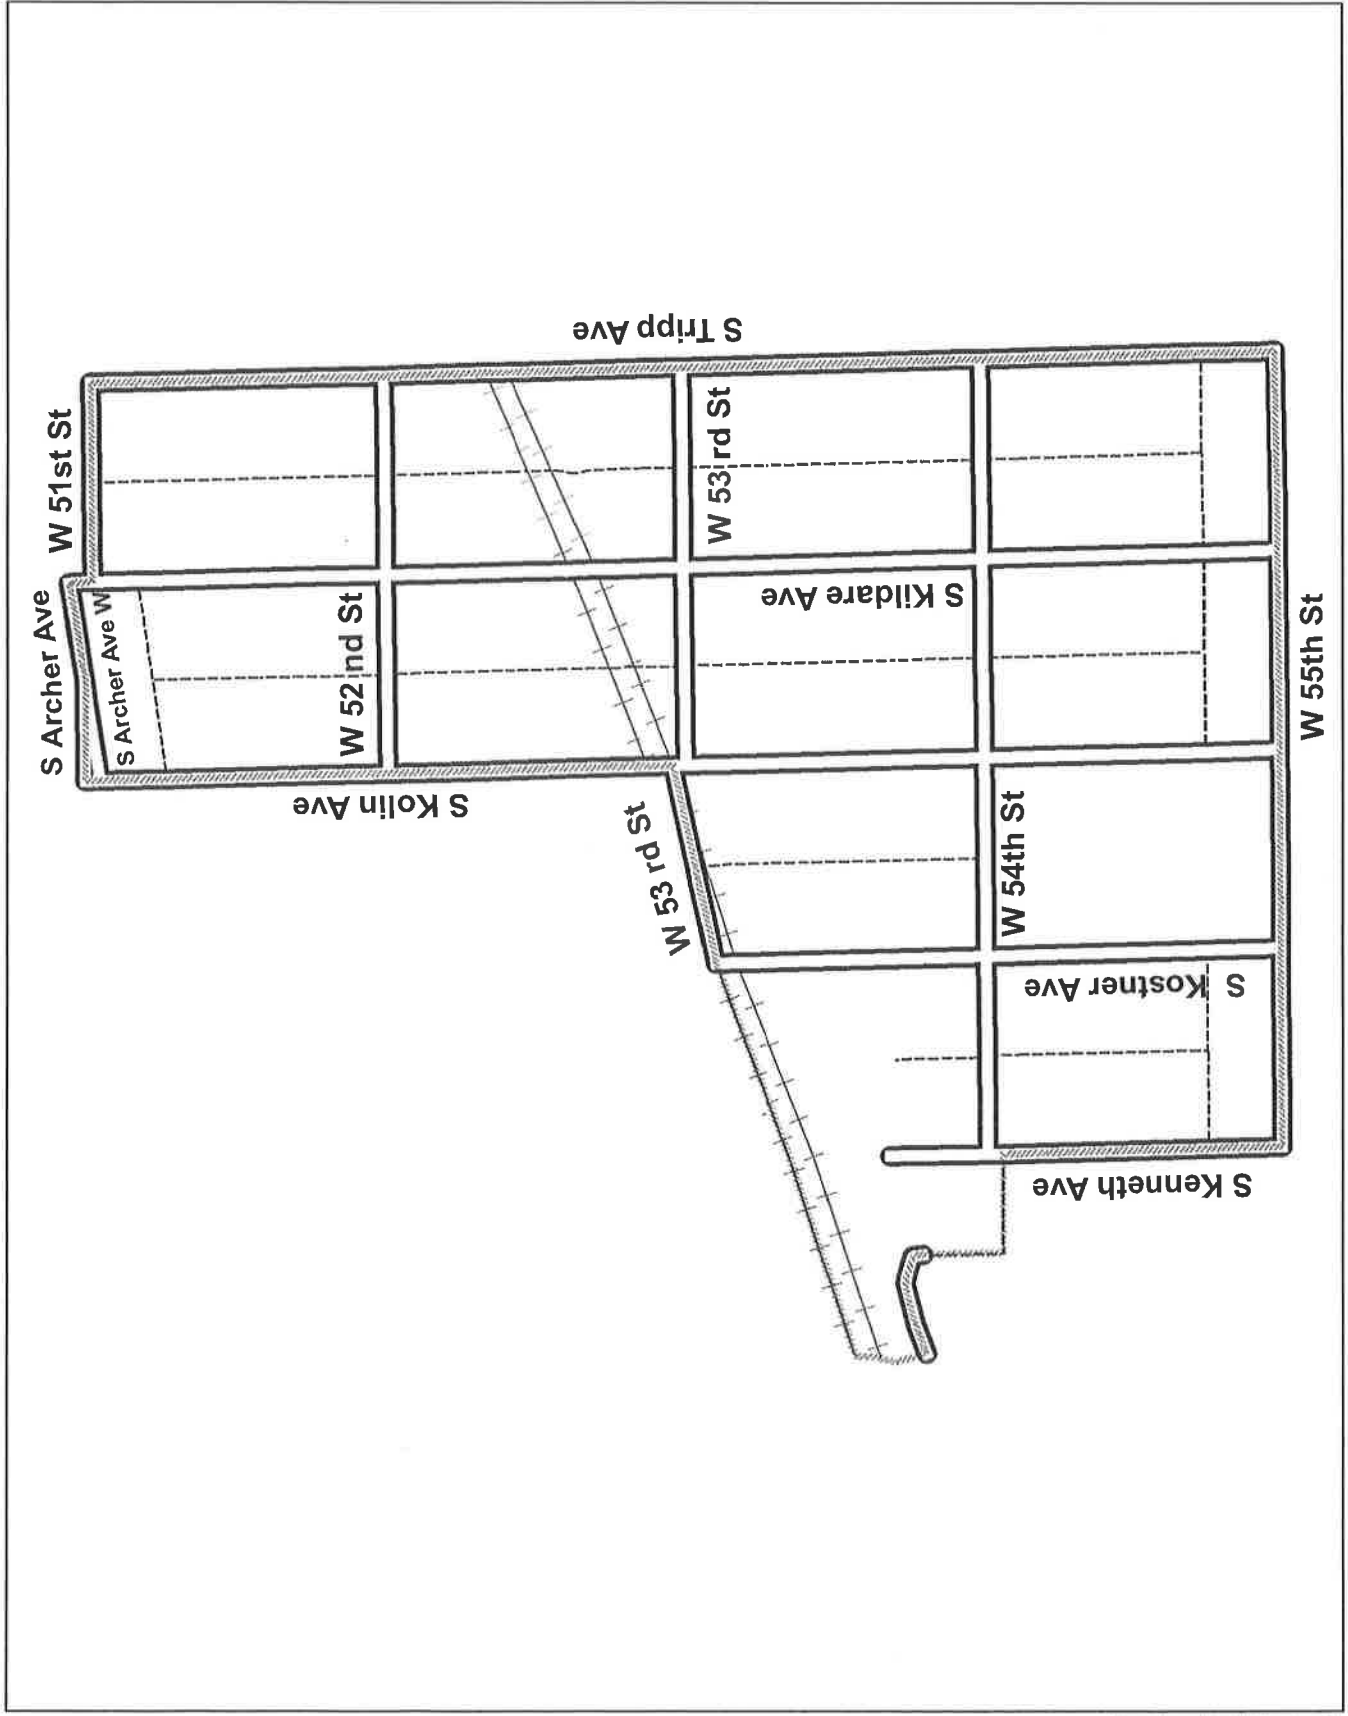 S Archer Ave
W 51st St
S Archer Ave W
S Tripp Ave
W 52 nd St
S Kolin Ave
W 53 rd St
W 53 rd St
S Kildare Ave
W 54th St
S Kostner Ave
S Kenneth Ave
W 55th St